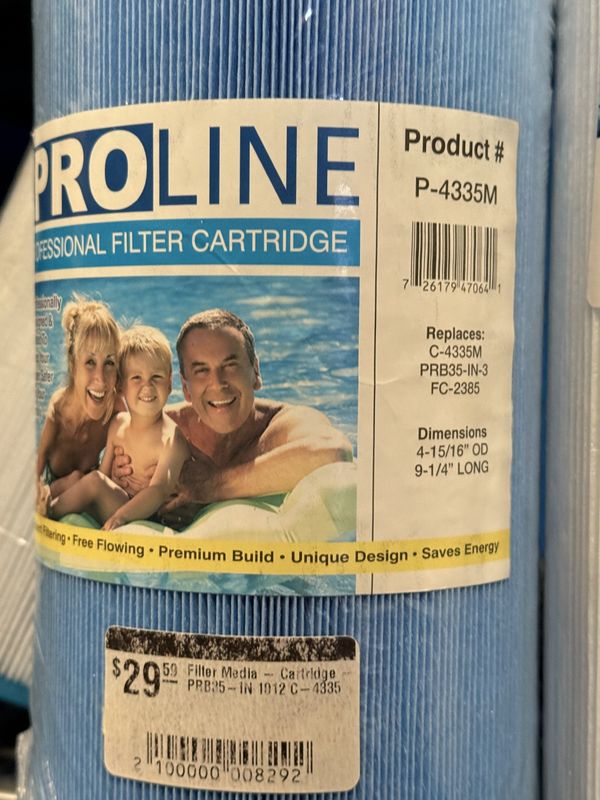 PROLINE
FESSIONAL FILTER CARTRIDGE
Product #
P-4335M
7 26179 47064 1
Replaces:
C-4335M
PRB35-IN-3
FC-2385
Dimensions
4-15/16" OD
9-1/4" LONG
Filtering • Free Flowing • Premium Build • Unique Design • Saves Energy
$29 59 Filter Media - Cartridge -
PRB35-IN 1012 C-4335
2 100000 008292